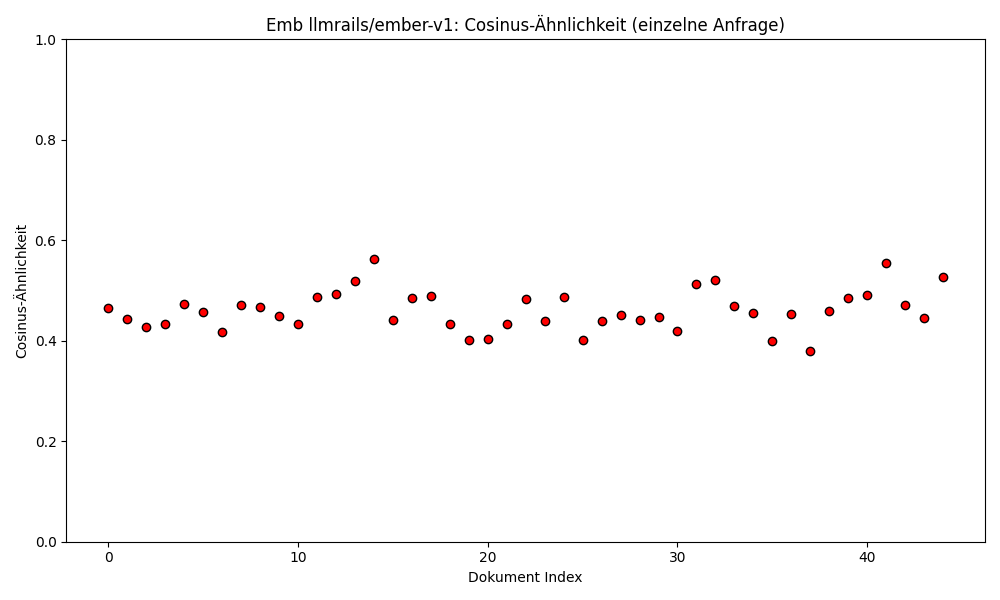 Emb llmrails/ember-v1: Cosinus-Ähnlichkeit (einzelne Anfrage)
Cosinus-Ähnlichkeit
1.0
0.8
0.6
0.4
0.2
0.0
0 10 20 30 40
Dokument Index